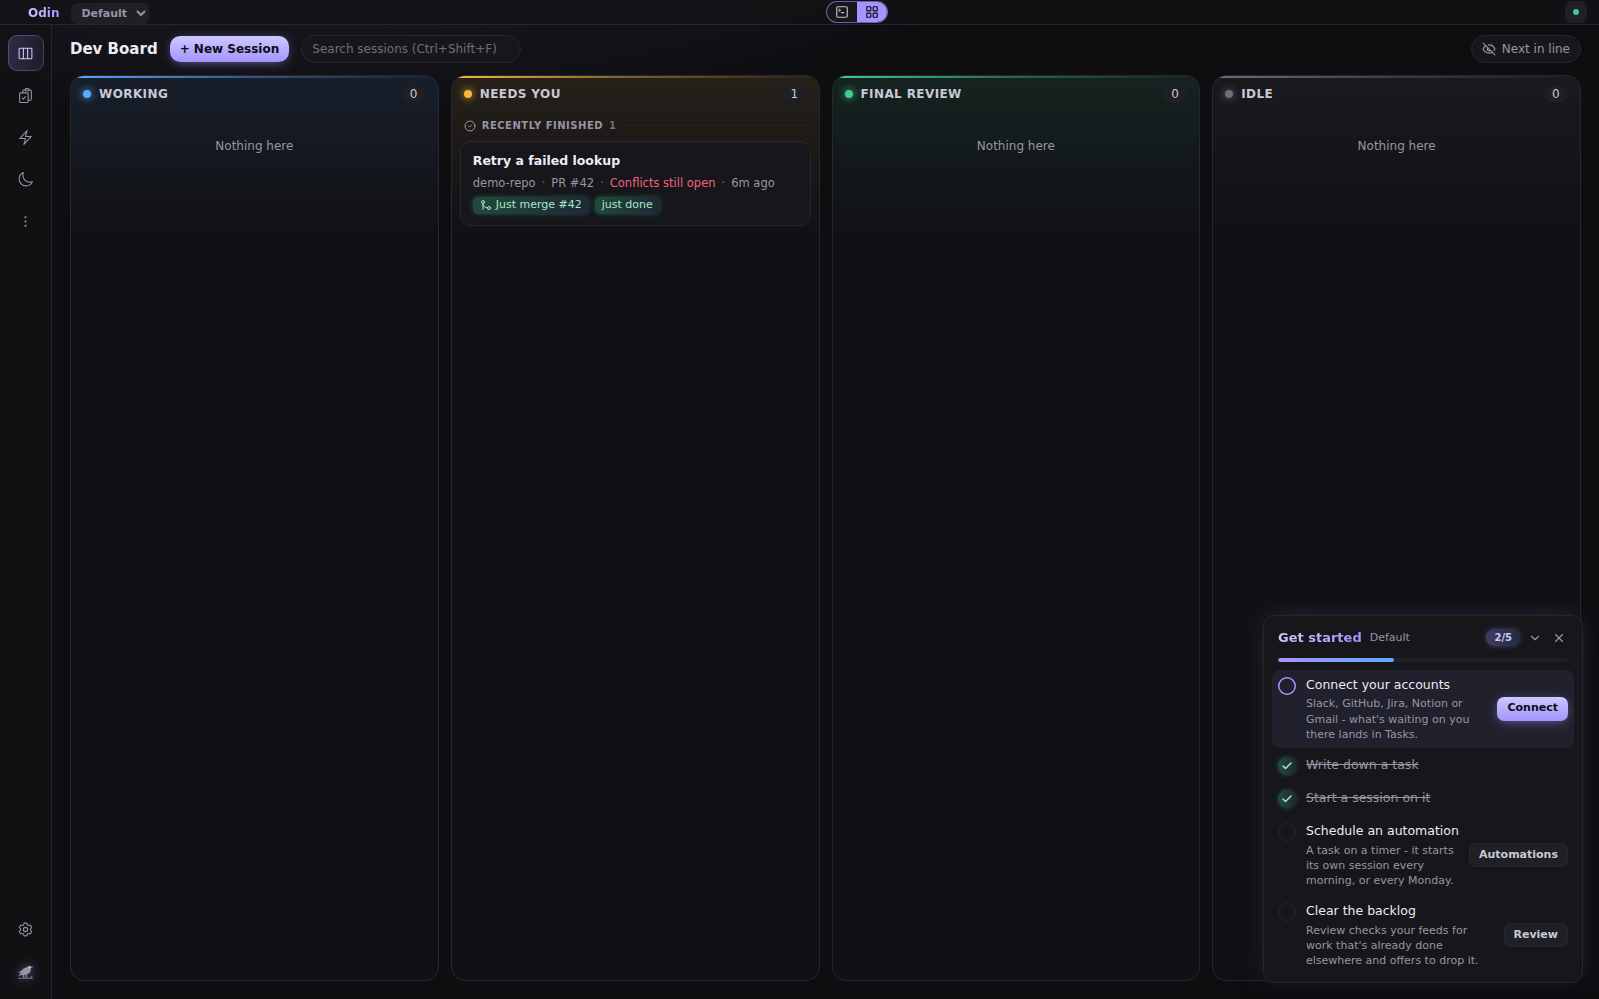 Odin
Default
Dev Board
+ New Session
Search sessions (Ctrl+Shift+F)
Next in line
WORKING
0
Nothing here
NEEDS YOU
1
RECENTLY FINISHED 1
Retry a failed lookup
demo-repo · PR #42 · Conflicts still open · 6m ago
Just merge #42
just done
FINAL REVIEW
0
Nothing here
IDLE
0
Nothing here
Get started
Default
2/5
Connect your accounts
Slack, GitHub, Jira, Notion or
Gmail - what's waiting on you
there lands in Tasks.
Connect
Write down a task
Start a session on it
Schedule an automation
A task on a timer - it starts
its own session every
morning, or every Monday.
Automations
Clear the backlog
Review checks your feeds for
work that's already done
elsewhere and offers to drop it.
Review